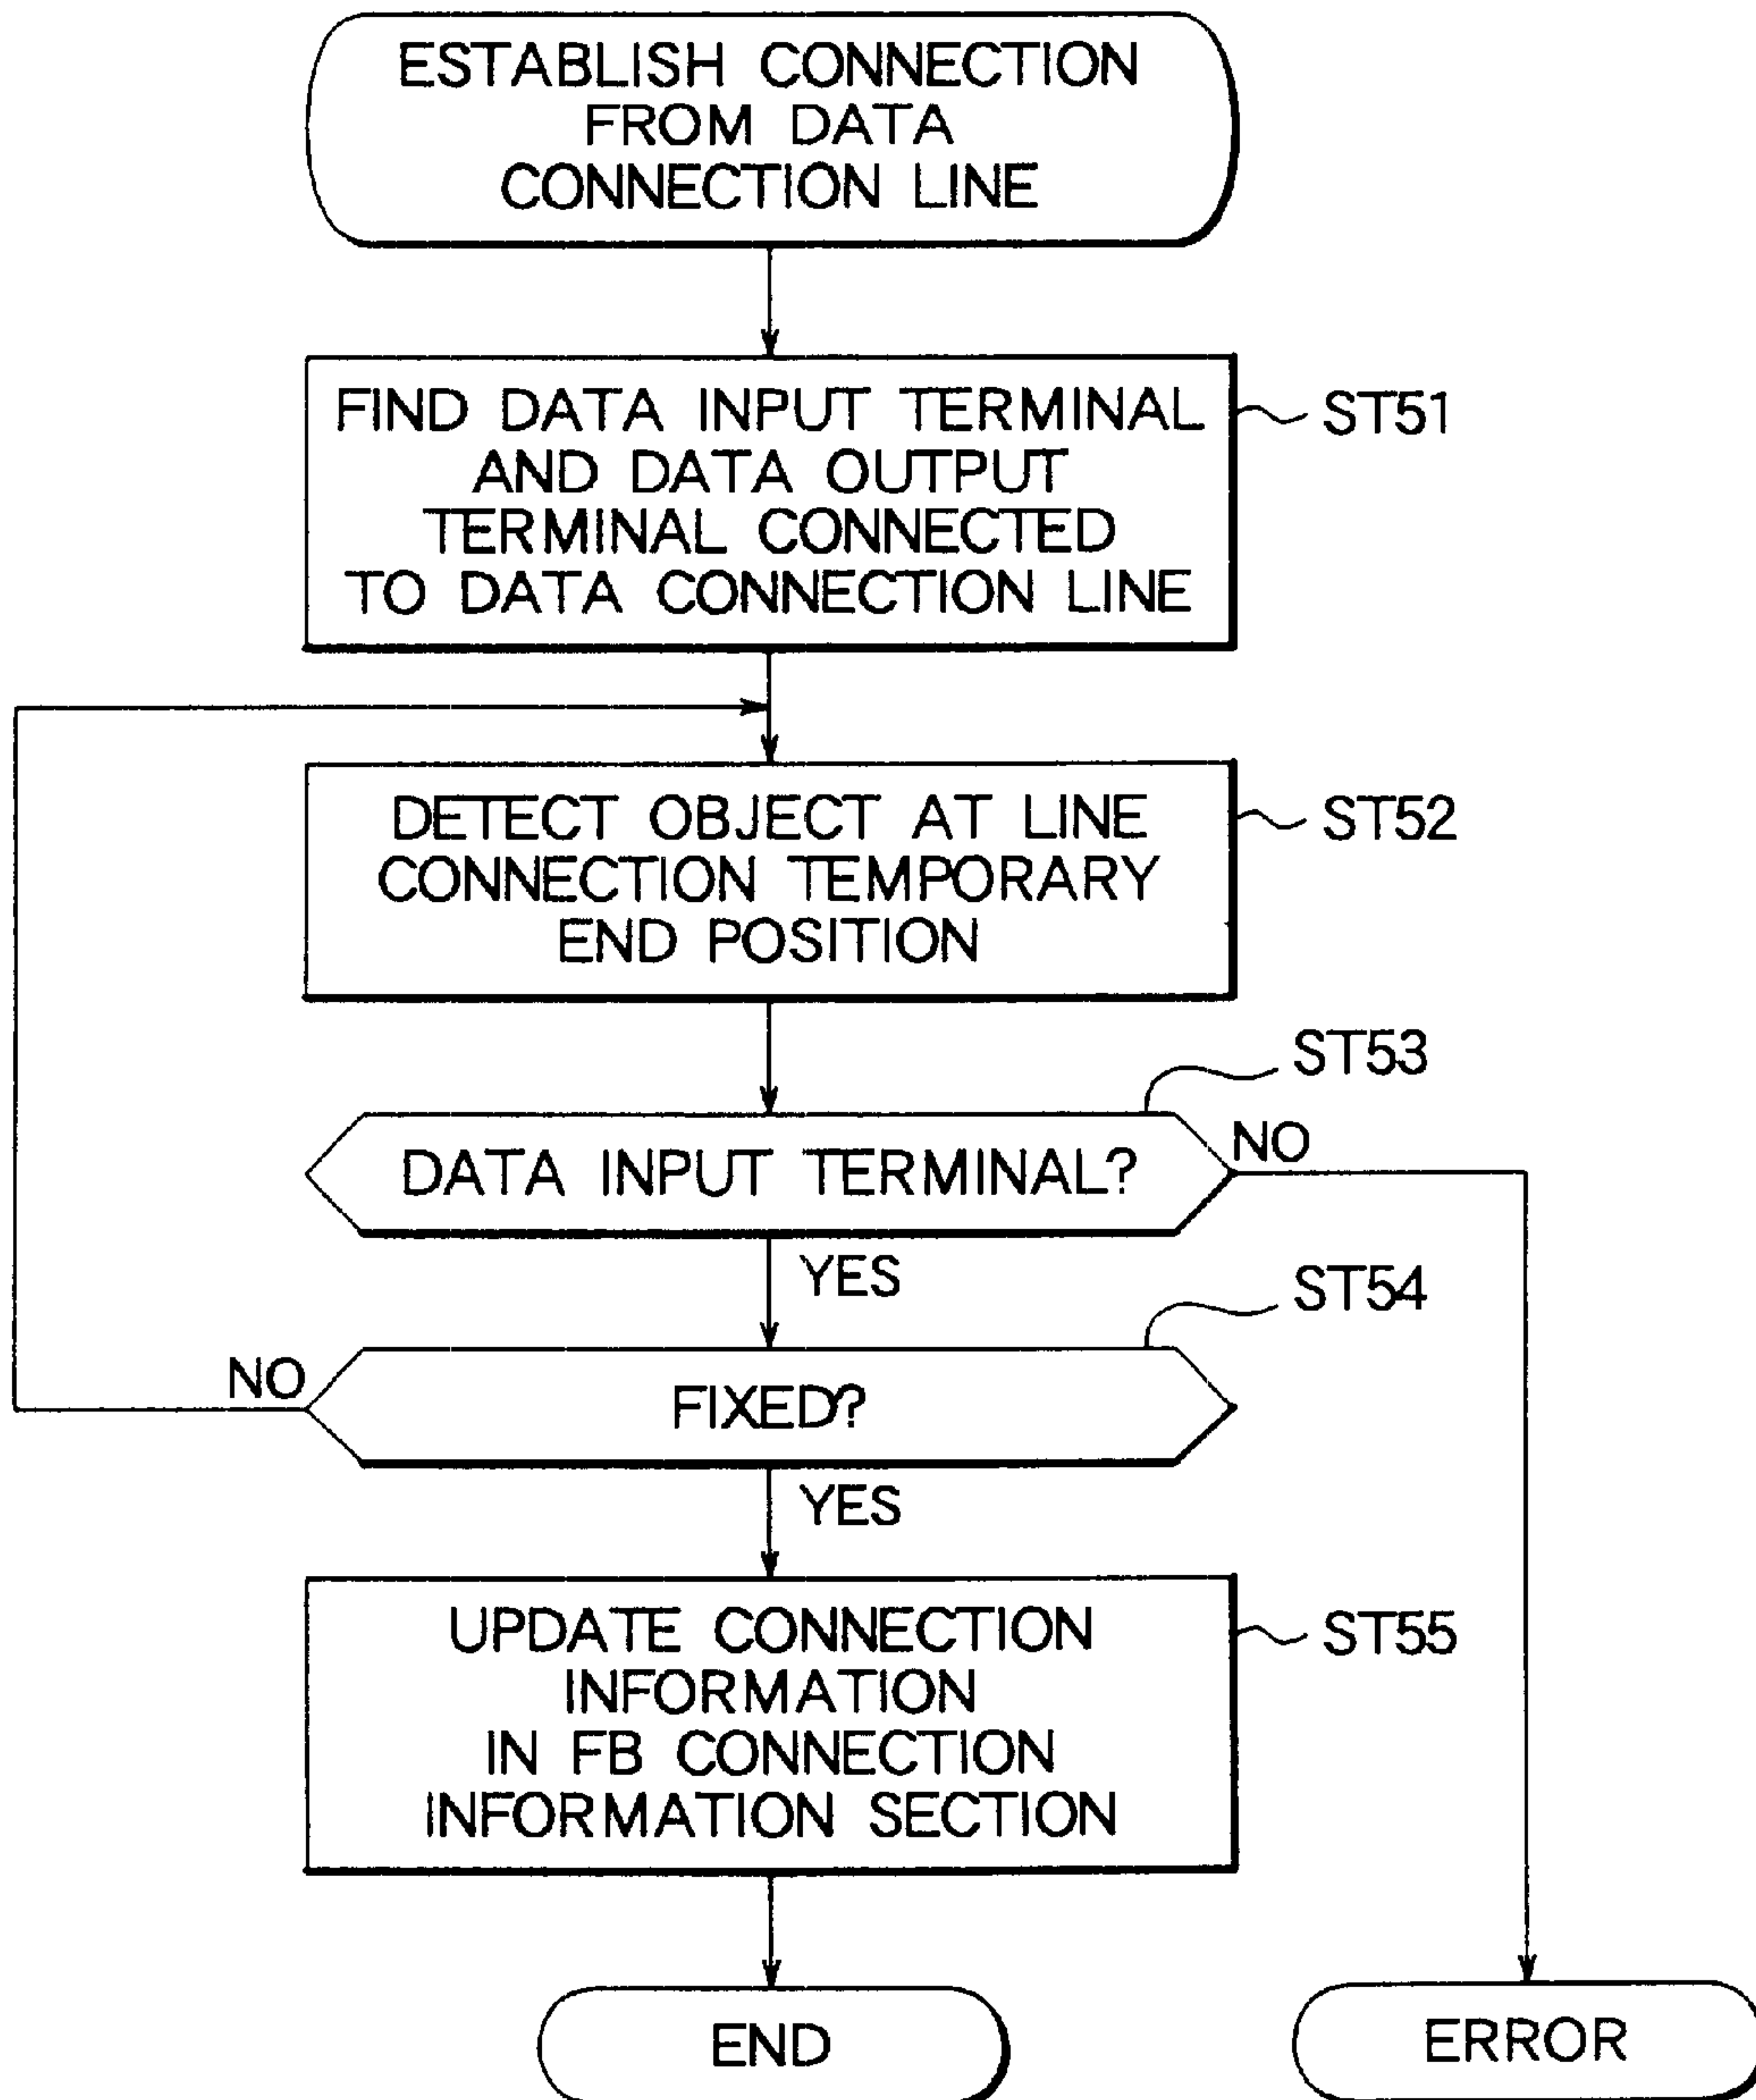 ESTABLISH CONNECTION
FROM DATA
CONNECTION LINE
FIND DATA INPUT TERMINAL
AND DATA OUTPUT
TERMINAL CONNECTED
TO DATA CONNECTION LINE
ST51
DETECT OBJECT AT LINE
CONNECTION TEMPORARY
END POSITION
ST52
ST53
DATA INPUT TERMINAL?
NO
YES
ST54
NO
FIXED?
YES
UPDATE CONNECTION
INFORMATION
IN FB CONNECTION
INFORMATION SECTION
ST55
END
ERROR